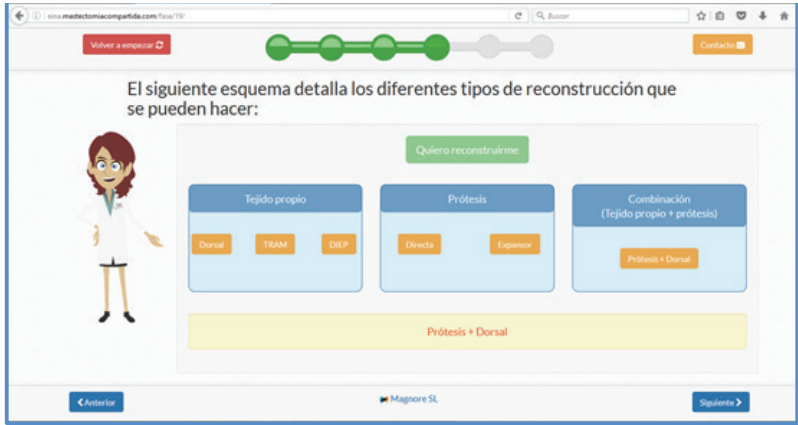 eina.mastectomiacompartida.com/fase/19/
Buscar
Volver a empezar
Contacto
El siguiente esquema detalla los diferentes tipos de reconstrucción que
se pueden hacer:
Quiero reconstruirme
Tejido propio
Prótesis
Combinación
(Tejido propio + prótesis)
Dorsal
TRAM
DIEP
Directa
Expansor
Prótesis + Dorsal
Prótesis + Dorsal
Anterior
Magnore SL
Siguiente